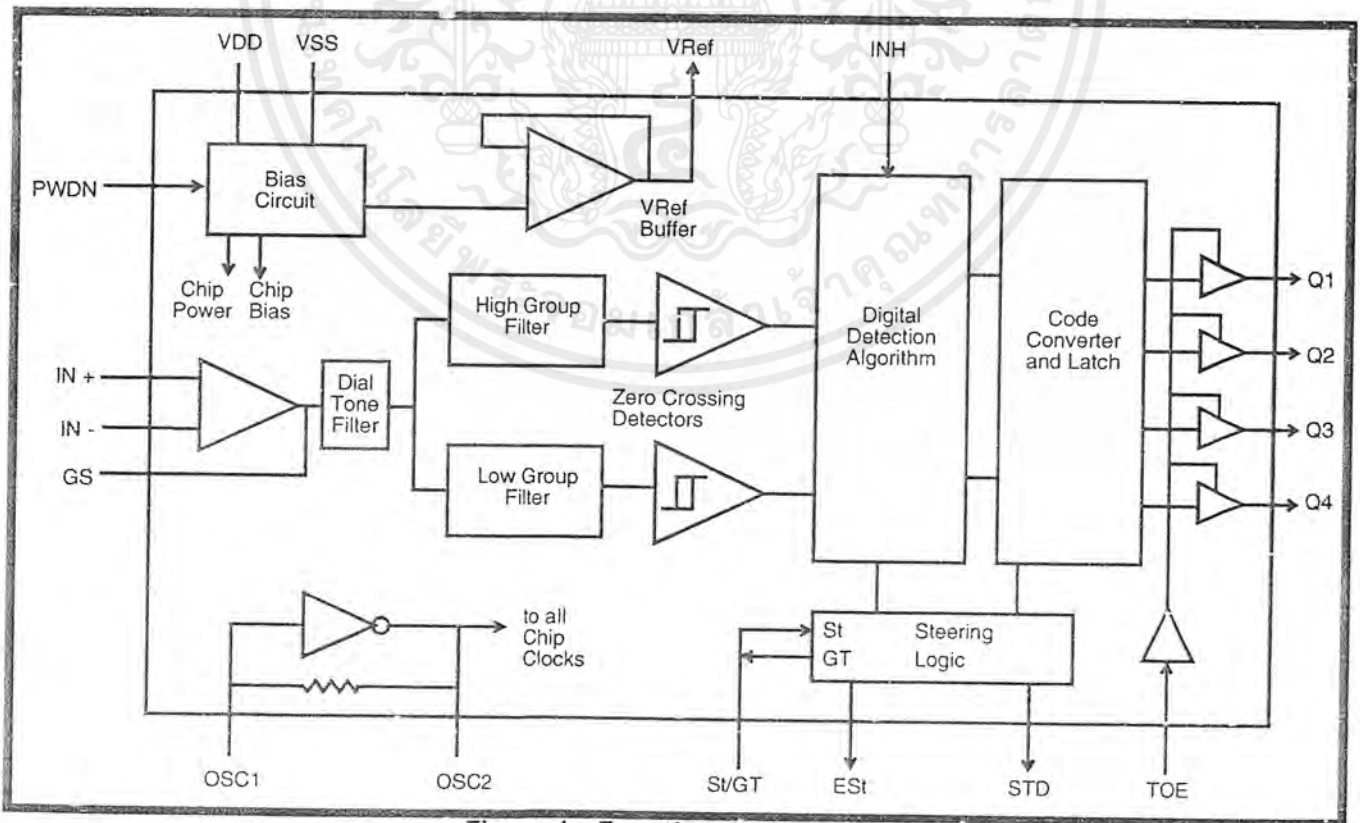 VDD
VSS
VRef
INH
PWDN
Bias
Circuit
VRef
Buffer
Chip
Power
Chip
Bias
High Group
Filter
Digital
Detection
Algorithm
Code
Converter
and Latch
Q1
Q2
Q3
Q4
IN +
IN -
GS
Dial
Tone
Filter
Zero Crossing
Detectors
Low Group
Filter
to all
Chip
Clocks
St
GT
Steering
Logic
OSC1
OSC2
St/GT
ESt
STD
TOE